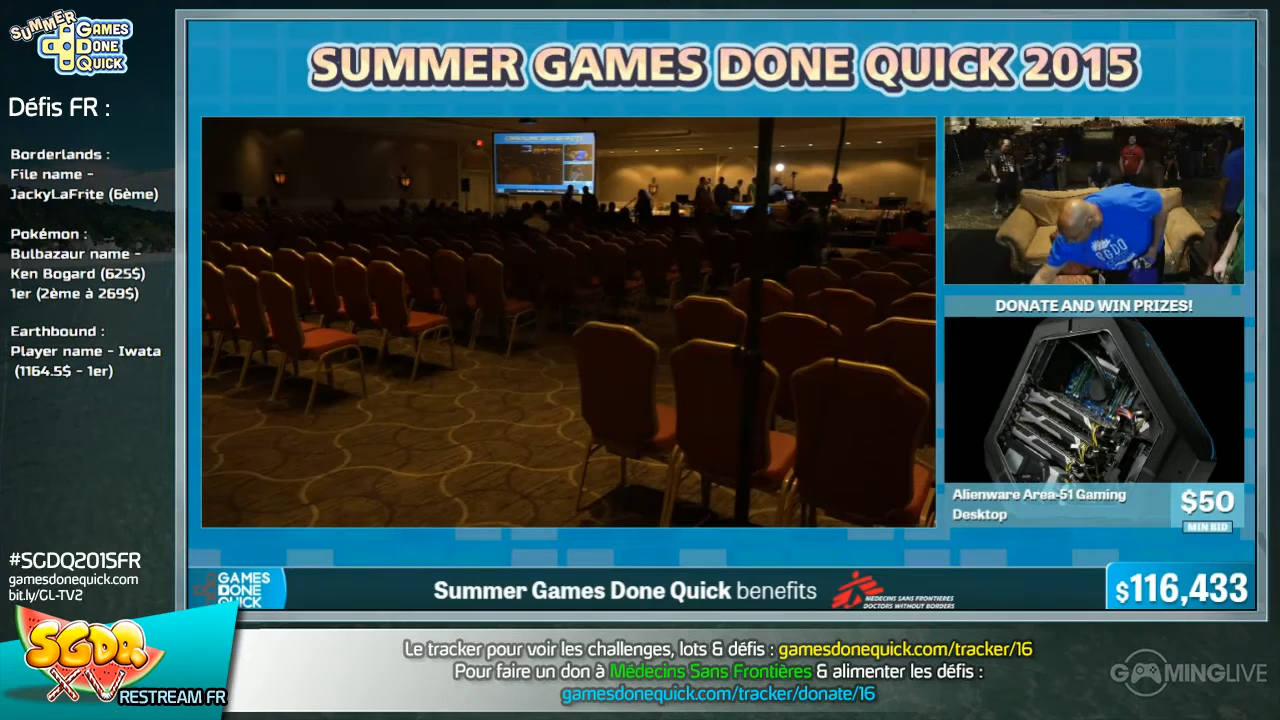 SUMMER
GAMES
DONE
QUICK
Défis FR :
Borderlands :
File name -
JackyLaFrite (6ème)
Pokémon :
Bulbazaur name -
Ken Bogard (625$)
1er (2ème à 269$)
Earthbound :
Player name - Iwata
(1164.5$ - 1er)
#SGDQ2015FR
gamesdonequick.com
bit.ly/GL-TV2
SGDQ
XV
RESTREAM FR
SUMMER GAMES DONE QUICK 2015
SGDQ
DONATE AND WIN PRIZES!
Alienware Area-51 Gaming
Desktop
$50
MIN BID
GAMES
DONE
QUICK
Summer Games Done Quick benefits
MEDECINS SANS FRONTIERES
DOCTORS WITHOUT BORDERS
$116,433
Le tracker pour voir les challenges, lots & défis : gamesdonequick.com/tracker/16
Pour faire un don à Médecins Sans Frontières & alimenter les défis :
gamesdonequick.com/tracker/donate/16
GAMINGLIVE